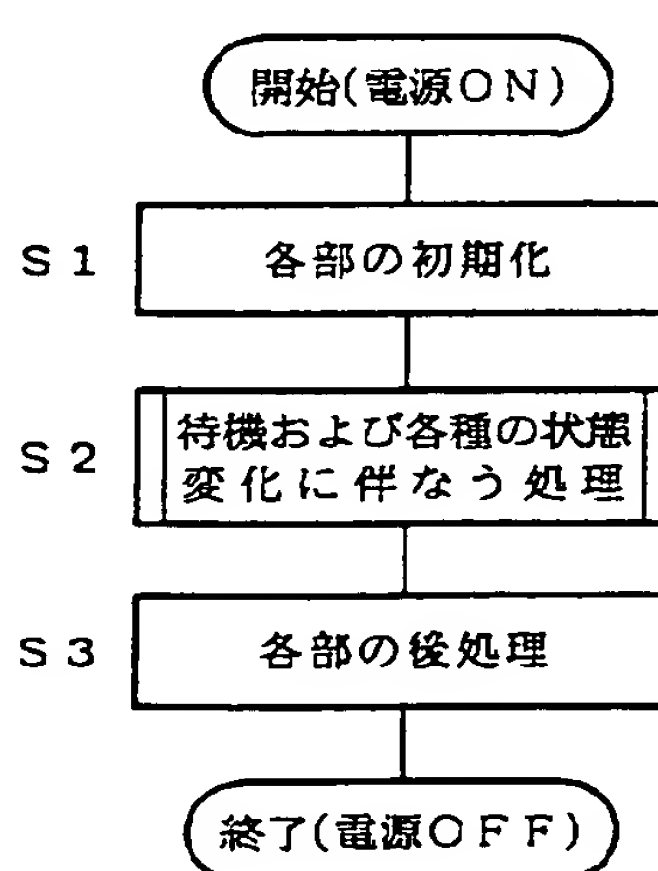 開始(電源ON)
S1
各部の初期化
S2
待機および各種の状態
変化に伴なう処理
S3
各部の後処理
終了(電源OFF)